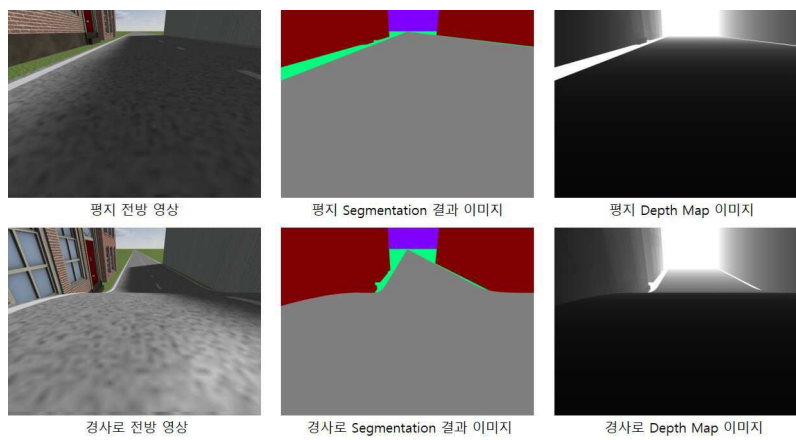 평지 전방 영상
평지 Segmentation 결과 이미지
평지 Depth Map 이미지
경사로 전방 영상
경사로 Segmentation 결과 이미지
경사로 Depth Map 이미지